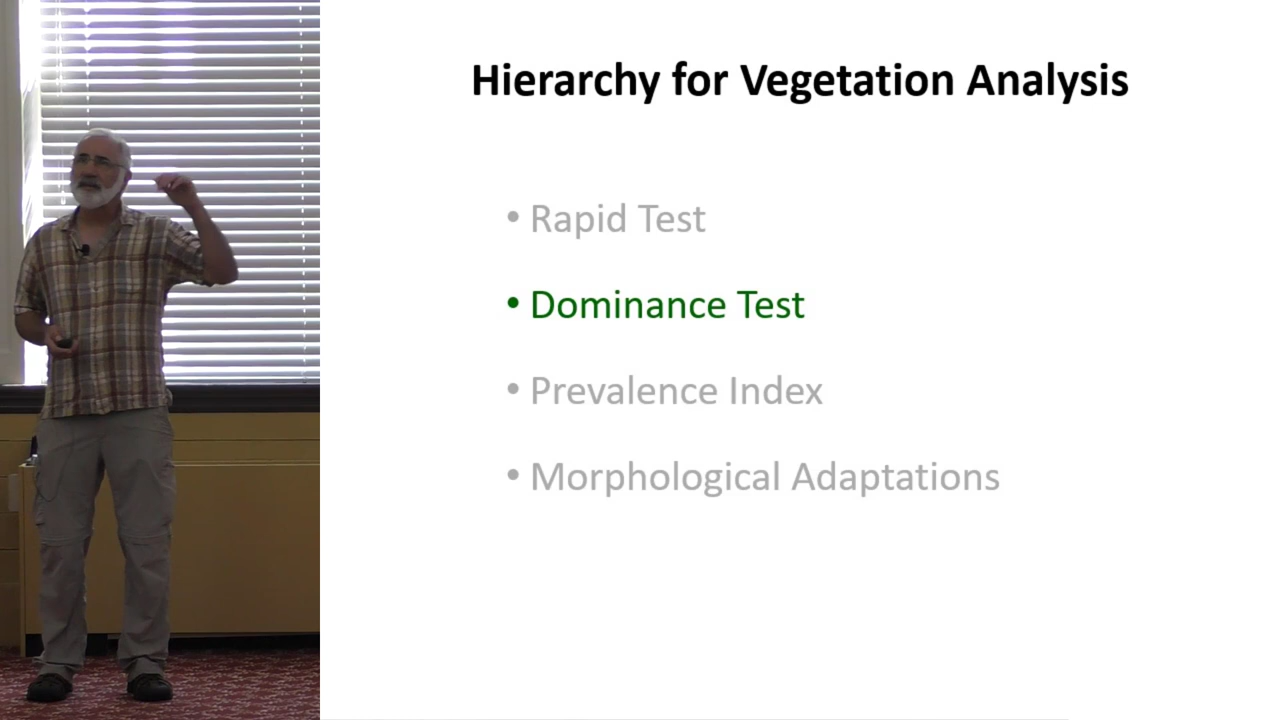 Hierarchy for Vegetation Analysis
• Rapid Test
• Dominance Test
• Prevalence Index
• Morphological Adaptations